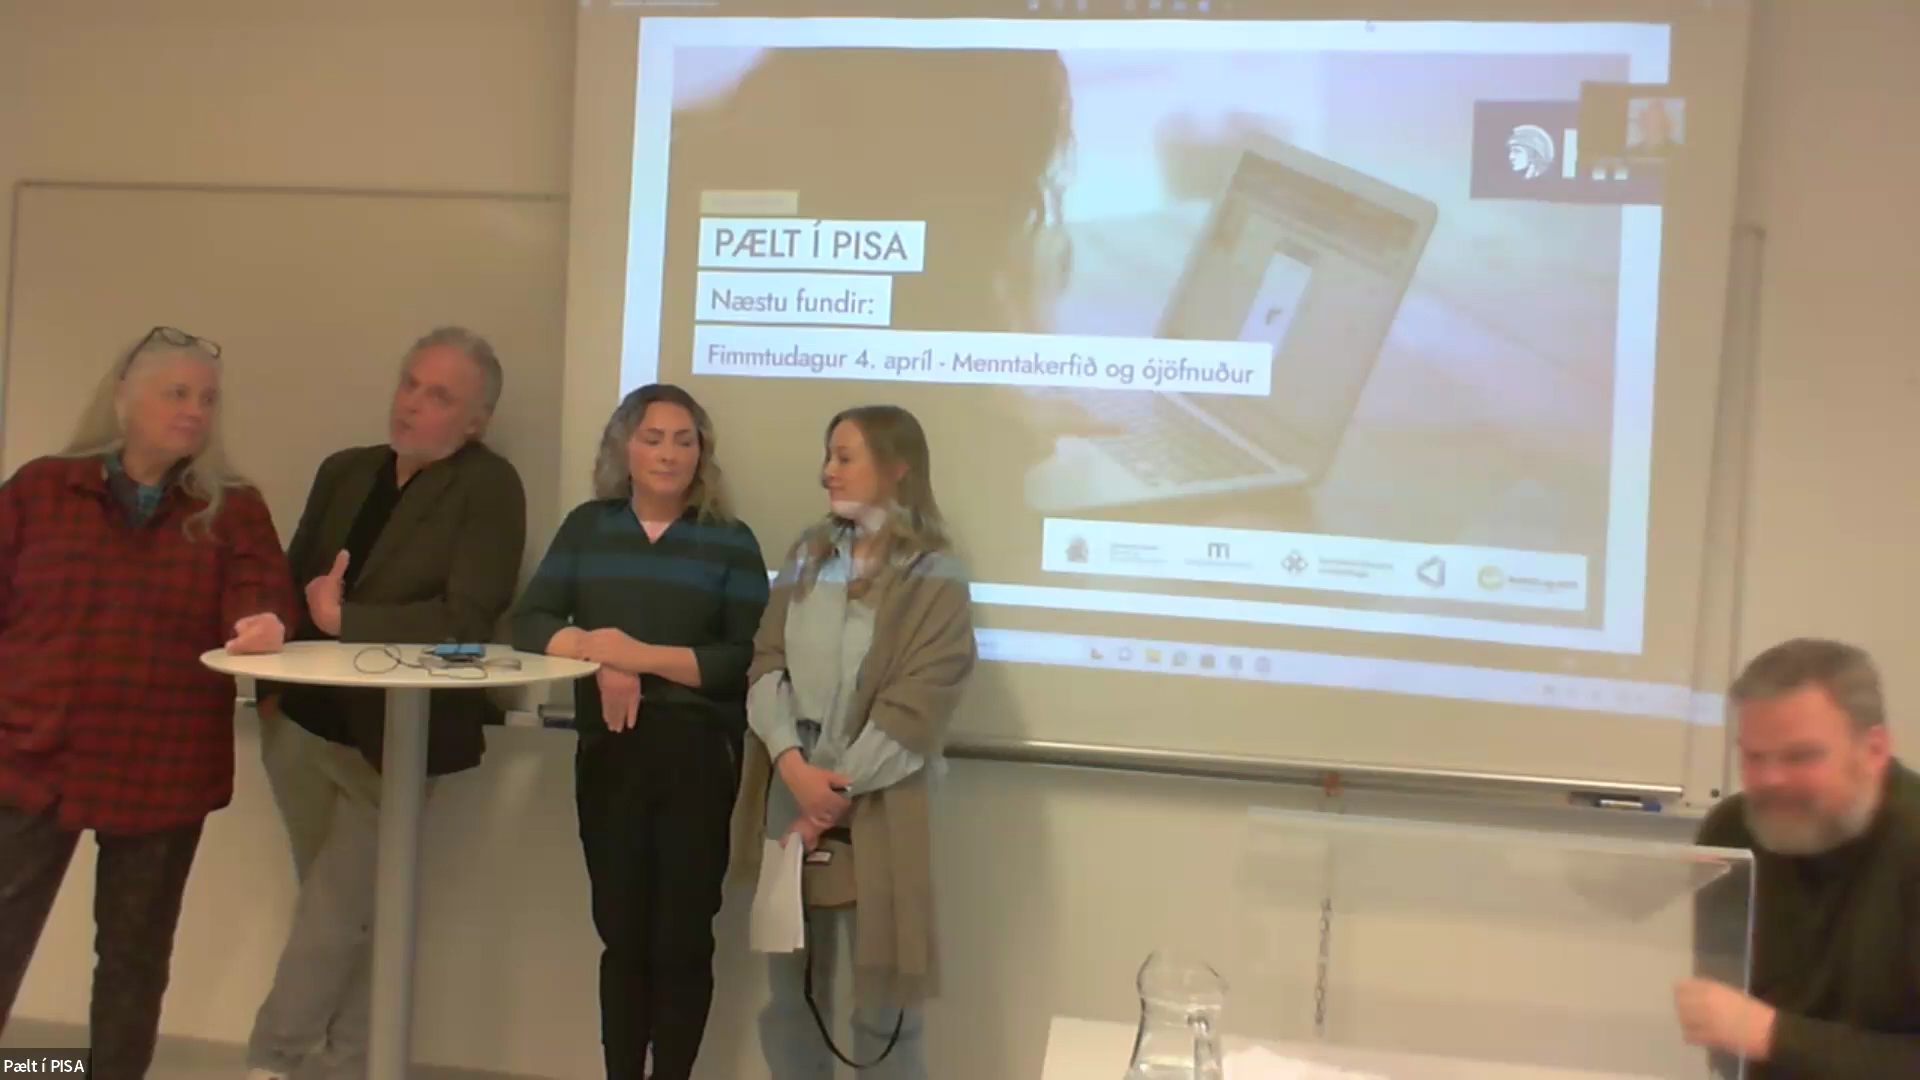 PÆLT Í PISA
Næstu fundir:
Fimmtudagur 4. apríl - Menntakerfið og ójöfnuður
m
Pælt í PISA